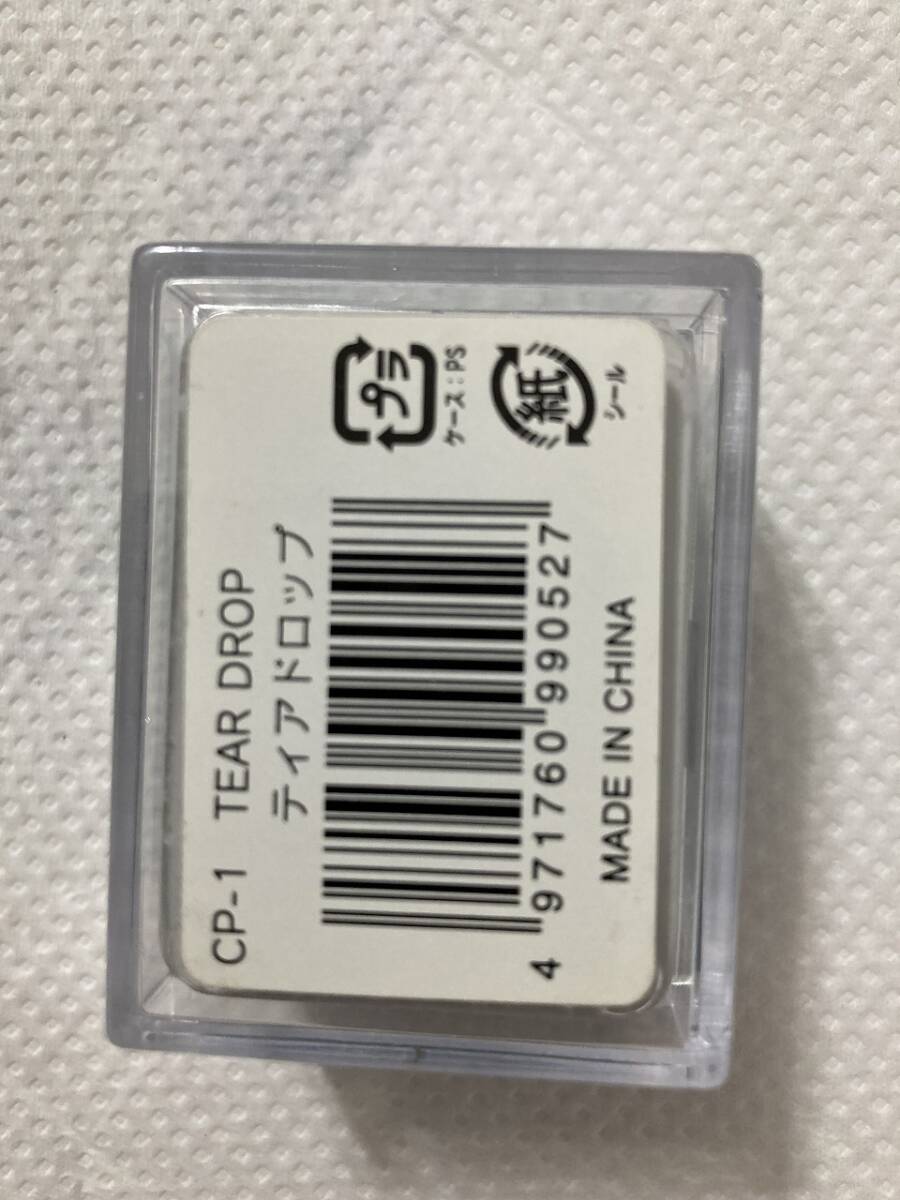 CP-1 TEAR DROP
ティアドロップ
4 971760 990527
MADE IN CHINA
プラ
ケース:PS
紙
シール